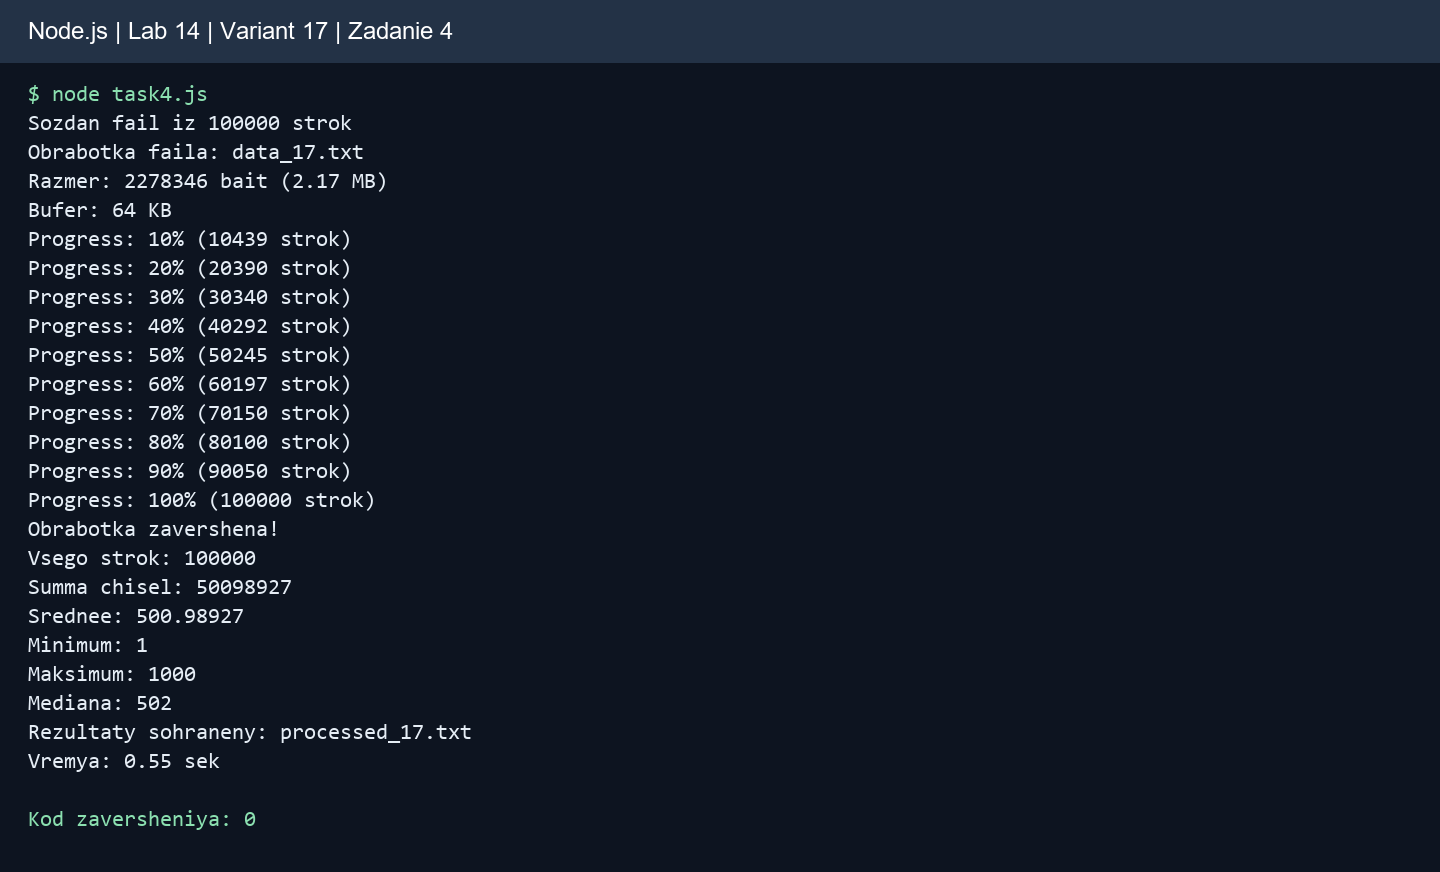 Node.js | Lab 14 | Variant 17 | Zadanie 4
$ node task4.js
Sozdan fail iz 100000 strok
Obrabotka faila: data_17.txt
Razmer: 2278346 bait (2.17 MB)
Bufer: 64 KB
Progress: 10% (10439 strok)
Progress: 20% (20390 strok)
Progress: 30% (30340 strok)
Progress: 40% (40292 strok)
Progress: 50% (50245 strok)
Progress: 60% (60197 strok)
Progress: 70% (70150 strok)
Progress: 80% (80100 strok)
Progress: 90% (90050 strok)
Progress: 100% (100000 strok)
Obrabotka zavershena!
Vsego strok: 100000
Summa chisel: 50098927
Srednee: 500.98927
Minimum: 1
Maksimum: 1000
Mediana: 502
Rezultaty sohraneny: processed_17.txt
Vremya: 0.55 sek
Kod zaversheniya: 0